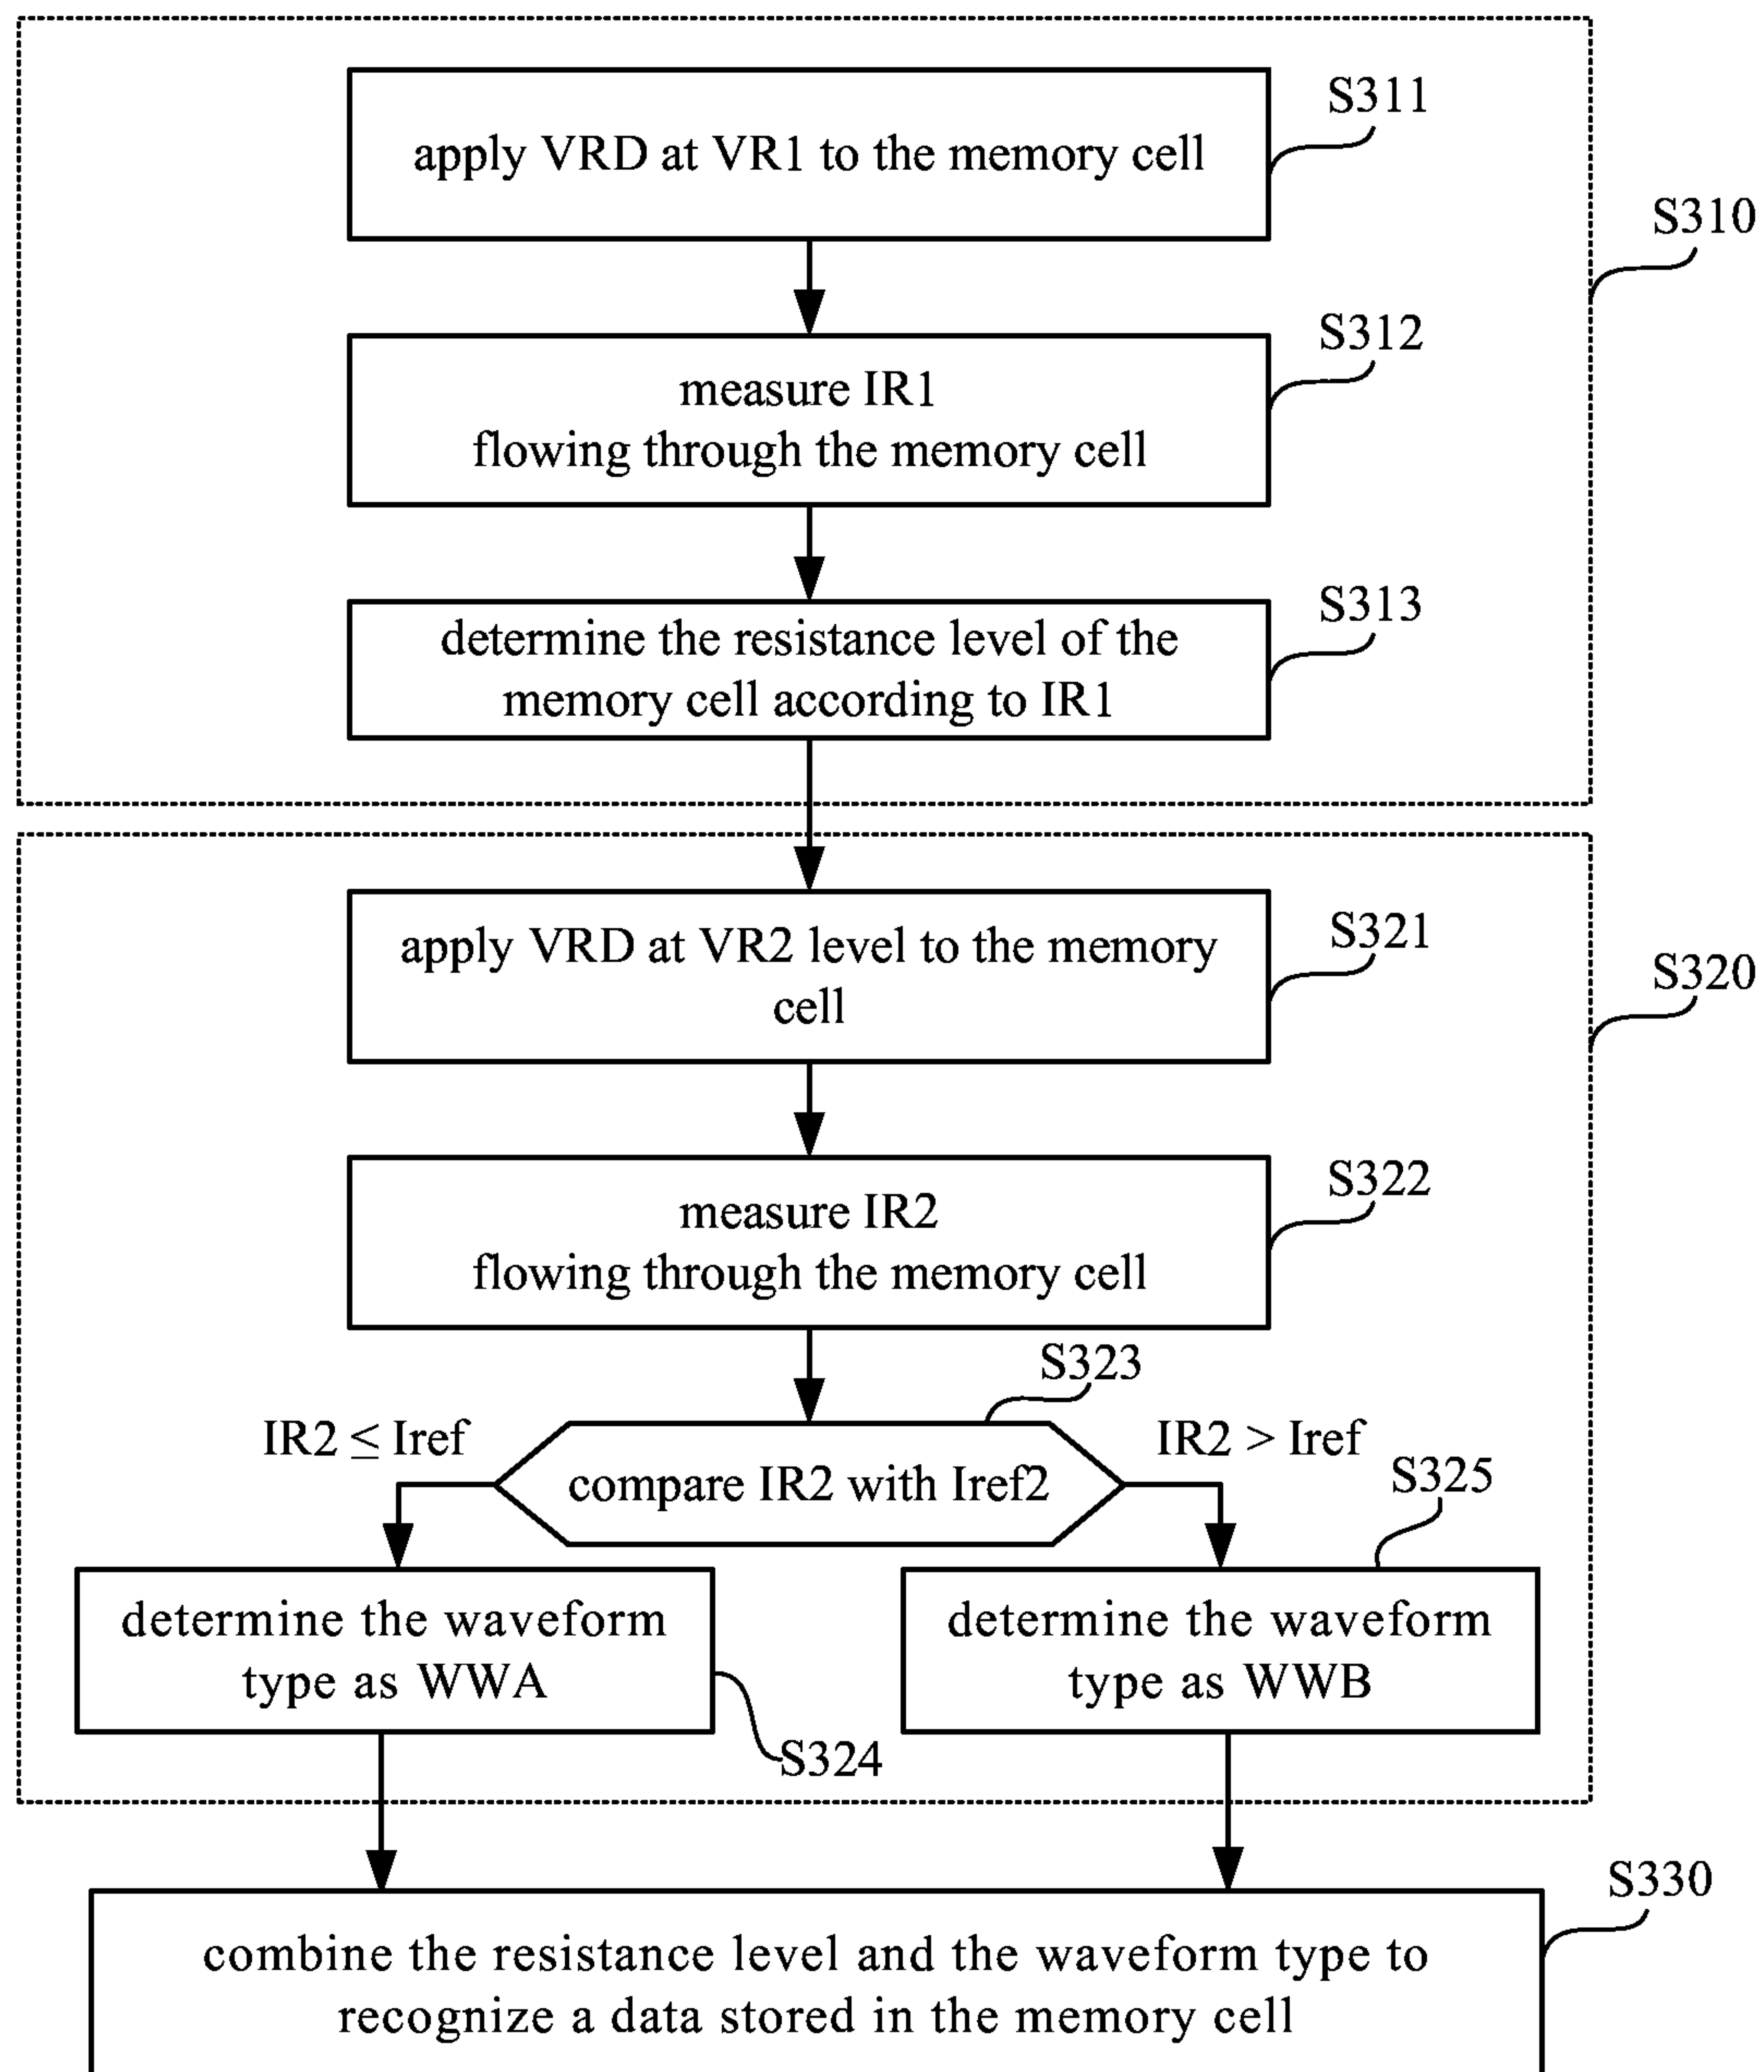 S311
apply VRD at VR1 to the memory cell
S310
S312
measure IR1
flowing through the memory cell
S313
determine the resistance level of the
memory cell according to IR1
S321
apply VRD at VR2 level to the memory
cell
S320
S322
measure IR2
flowing through the memory cell
S323
IR2 ≤ Iref
IR2 > Iref
compare IR2 with Iref2
S325
determine the waveform
type as WWA
determine the waveform
type as WWB
S324
S330
combine the resistance level and the waveform type to
recognize a data stored in the memory cell